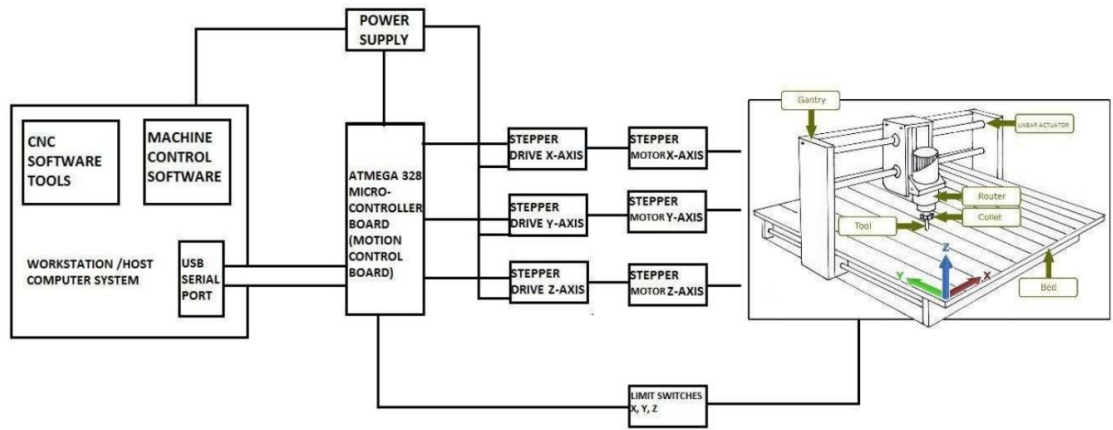 POWER
SUPPLY
CNC
SOFTWARE
TOOLS
MACHINE
CONTROL
SOFTWARE
WORKSTATION /HOST
COMPUTER SYSTEM
USB
SERIAL
PORT
ATMEGA 328
MICRO-
CONTROLLER
BOARD
(MOTION
CONTROL
BOARD)
STEPPER
DRIVE X-AXIS
STEPPER
MOTOR X-AXIS
STEPPER
DRIVE Y-AXIS
STEPPER
MOTOR Y-AXIS
STEPPER
DRIVE Z-AXIS
STEPPER
MOTOR Z-AXIS
LIMIT SWITCHES
X, Y, Z
Gantry
LINEAR ACTUATOR
Router
Collet
Tool
Z
Y
X
Bed